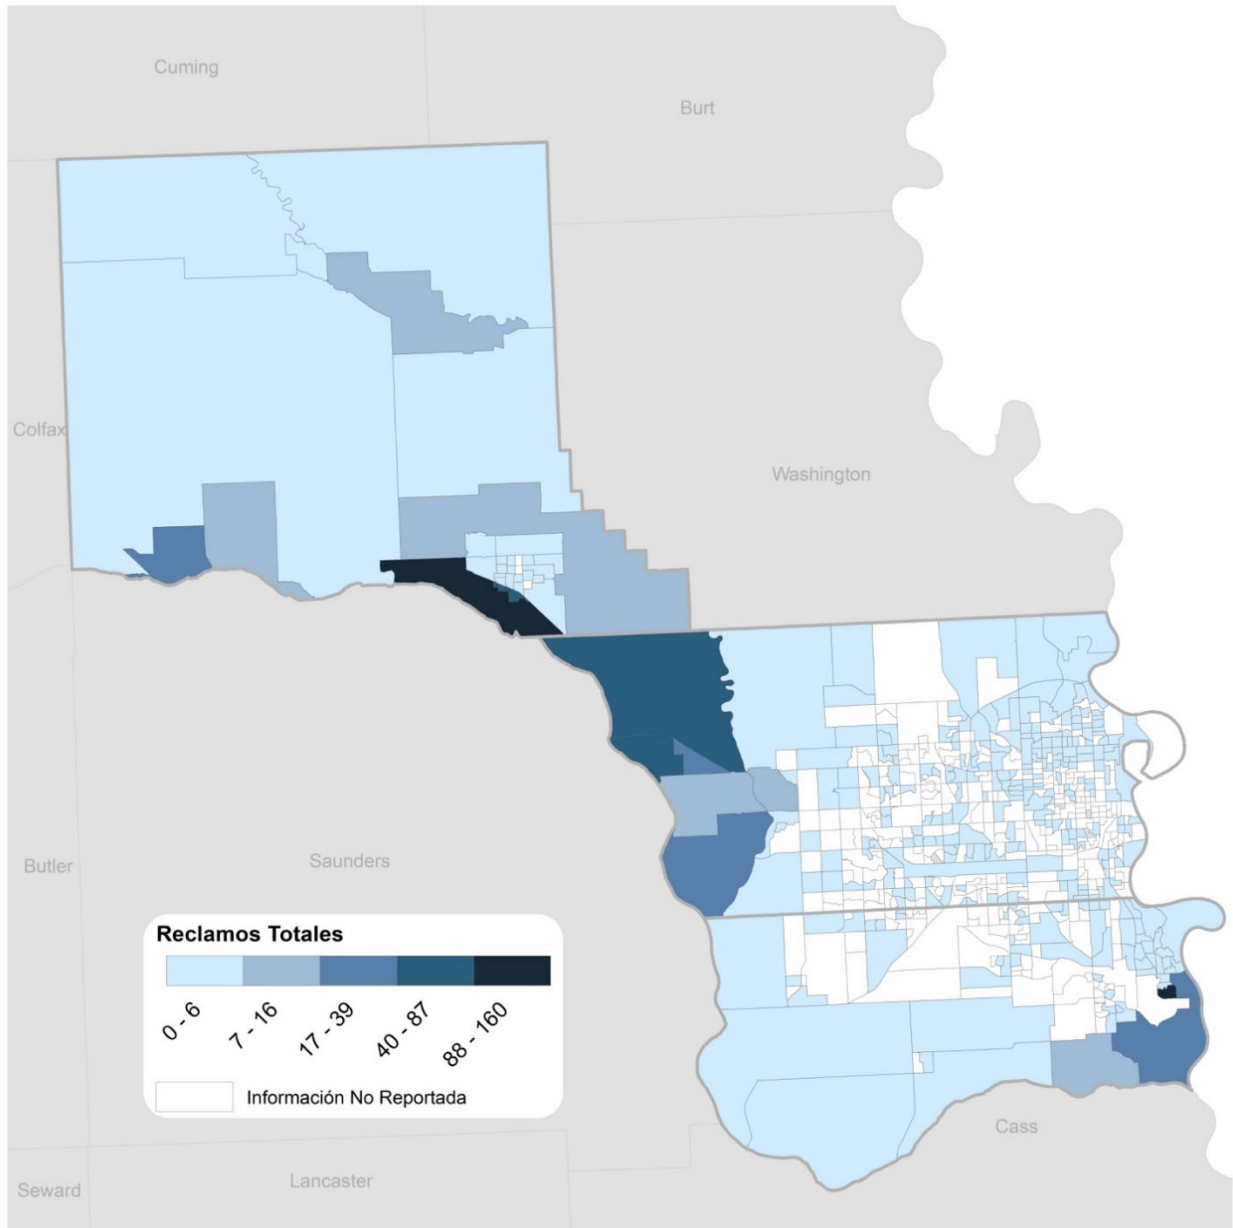 Cuming
Burt
Colfax
Washington
Butler
Saunders
Reclamos Totales
0 - 6
7 - 16
17 - 39
40 - 87
88 - 160
Información No Reportada
Cass
Seward
Lancaster